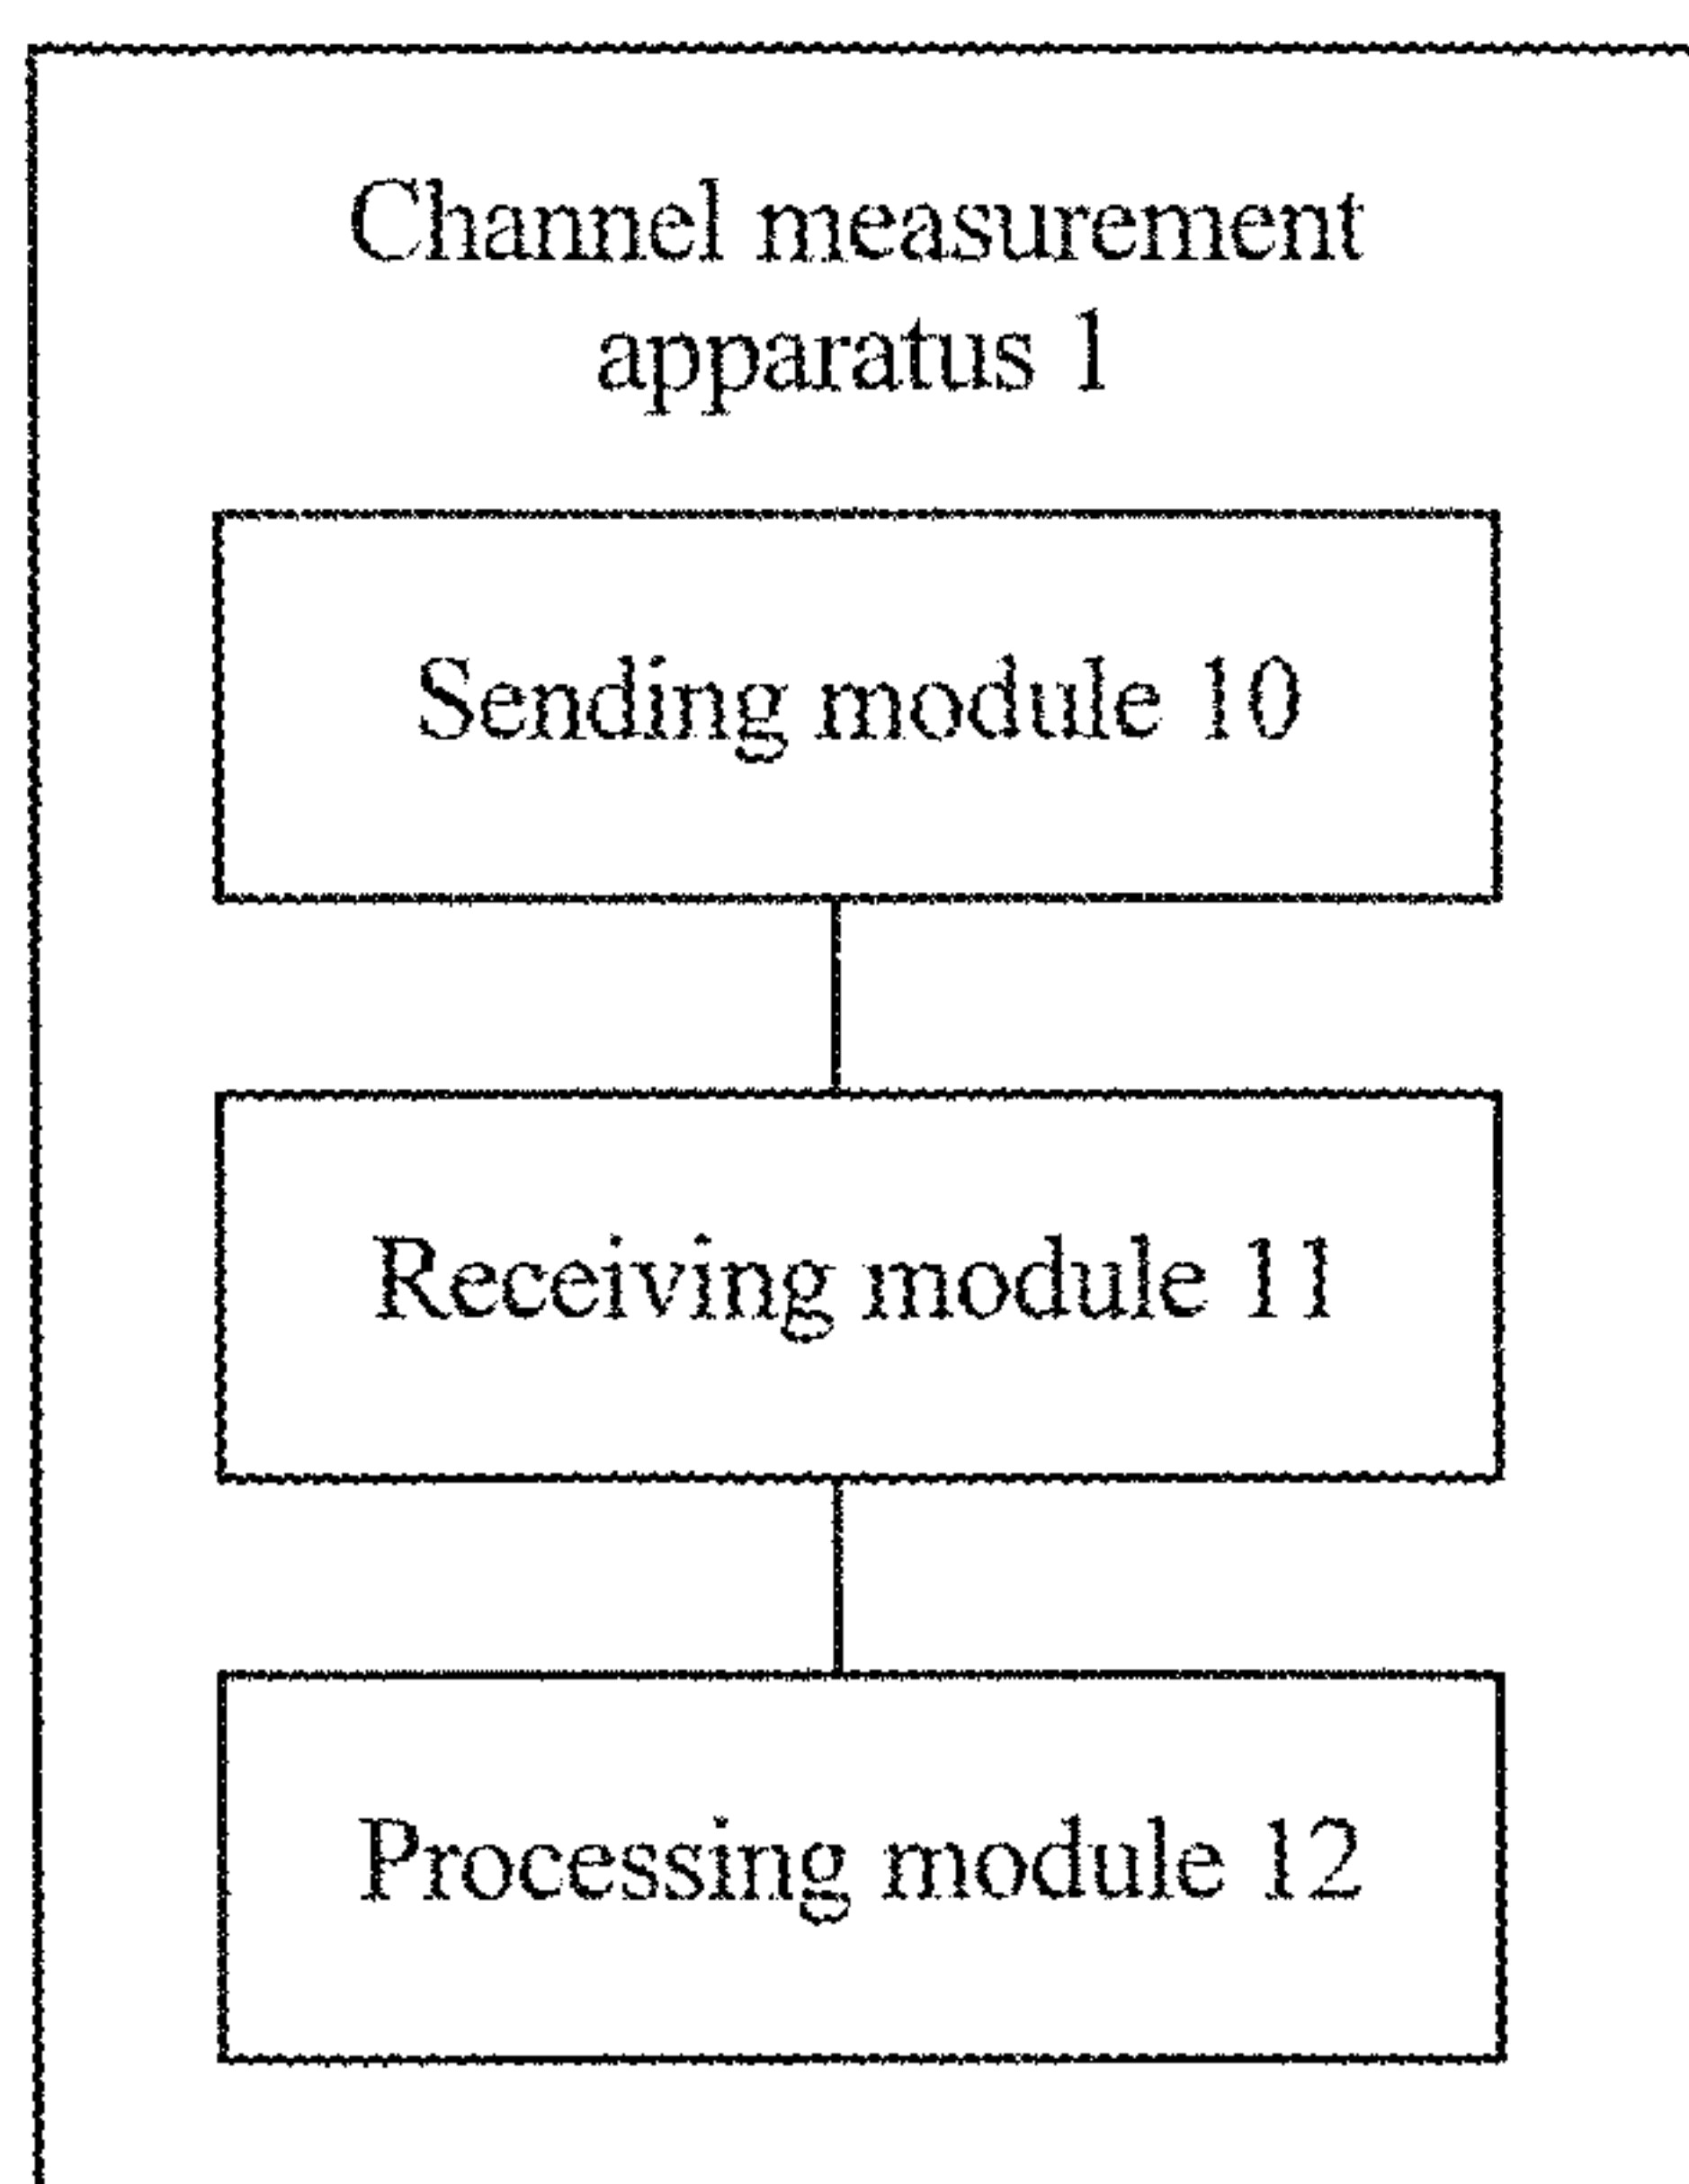 Channel measurement
apparatus 1
Sending module 10
Receiving module 11
Processing module 12